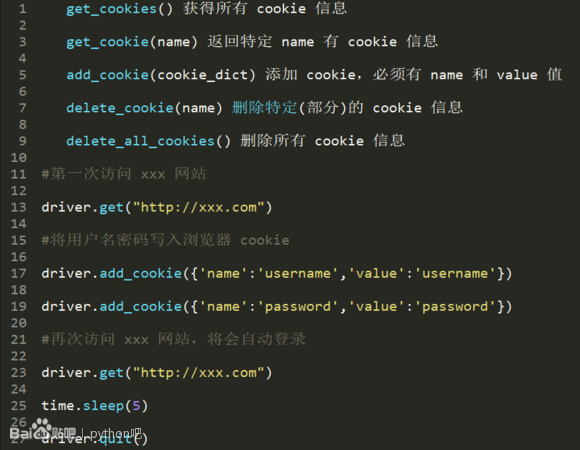 1 get_cookies() 获得所有 cookie 信息
2
3 get_cookie(name) 返回特定 name 有 cookie 信息
4
5 add_cookie(cookie_dict) 添加 cookie，必须有 name 和 value 值
6
7 delete_cookie(name) 删除特定(部分)的 cookie 信息
8
9 delete_all_cookies() 删除所有 cookie 信息
10
11 #第一次访问 xxx 网站
12
13 driver.get("http://xxx.com")
14
15 #将用户名密码写入浏览器 cookie
16
17 driver.add_cookie({'name':'username','value':'username'})
18
19 driver.add_cookie({'name':'password','value':'password'})
20
21 #再次访问 xxx 网站，将会自动登录
22
23 driver.get("http://xxx.com")
24
25 time.sleep(5)
26
Bai du 贴吧 | python吧
27 driver.quit()